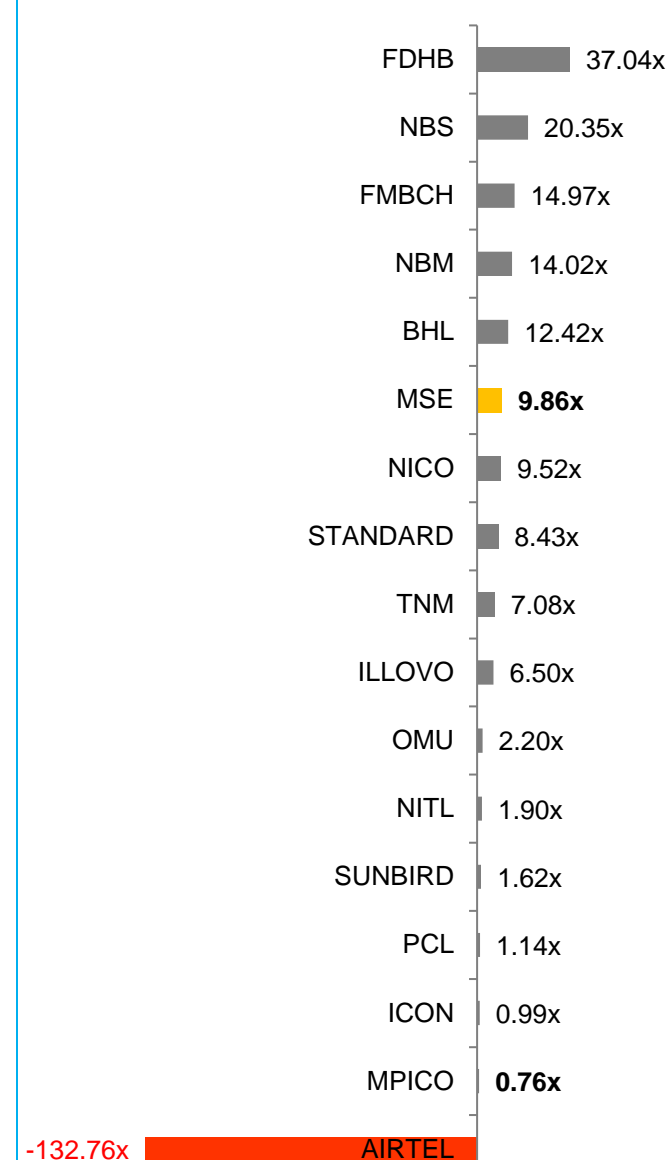 FDHB 37.04x
NBS 20.35x
FMBCH 14.97x
NBM 14.02x
BHL 12.42x
MSE 9.86x
NICO 9.52x
STANDARD 8.43x
TNM 7.08x
ILLOVO 6.50x
OMU 2.20x
NITL 1.90x
SUNBIRD 1.62x
PCL 1.14x
ICON 0.99x
MPICO 0.76x
-132.76x AIRTEL